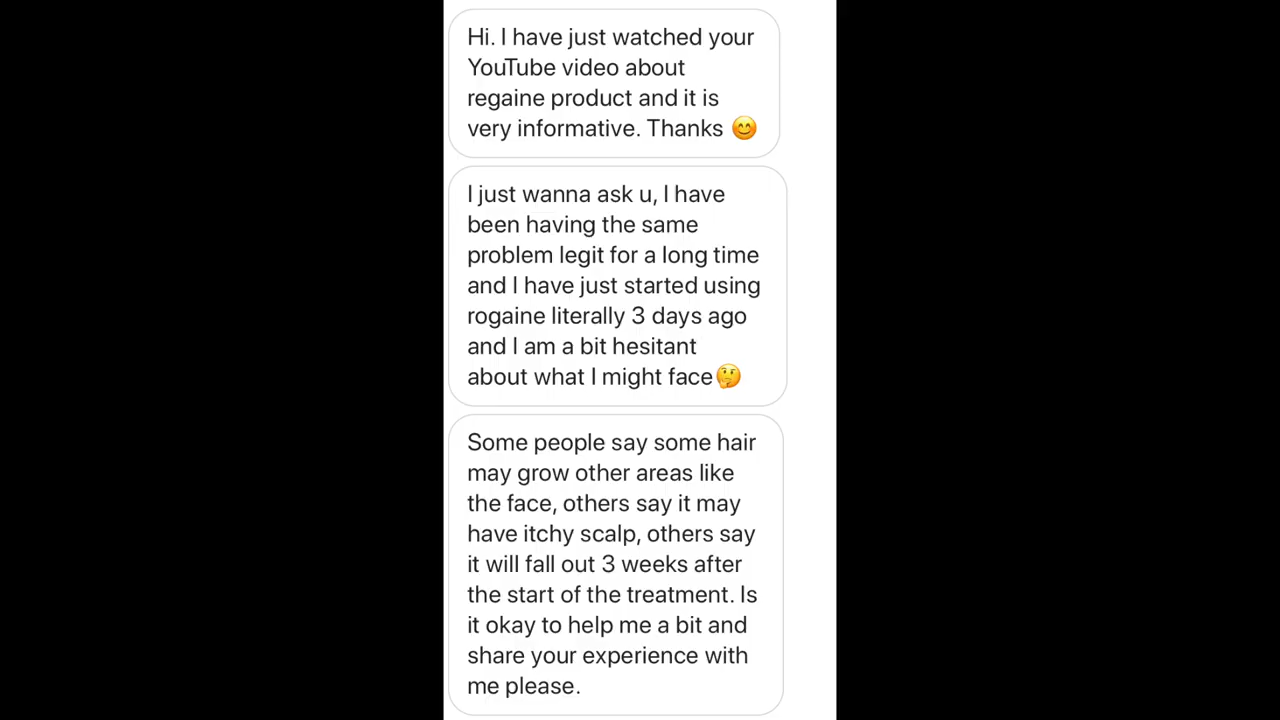 Hi. I have just watched your
YouTube video about
regaine product and it is
very informative. Thanks 😊
I just wanna ask u, I have
been having the same
problem legit for a long time
and I have just started using
rogaine literally 3 days ago
and I am a bit hesitant
about what I might face🤔
Some people say some hair
may grow other areas like
the face, others say it may
have itchy scalp, others say
it will fall out 3 weeks after
the start of the treatment. Is
it okay to help me a bit and
share your experience with
me please.